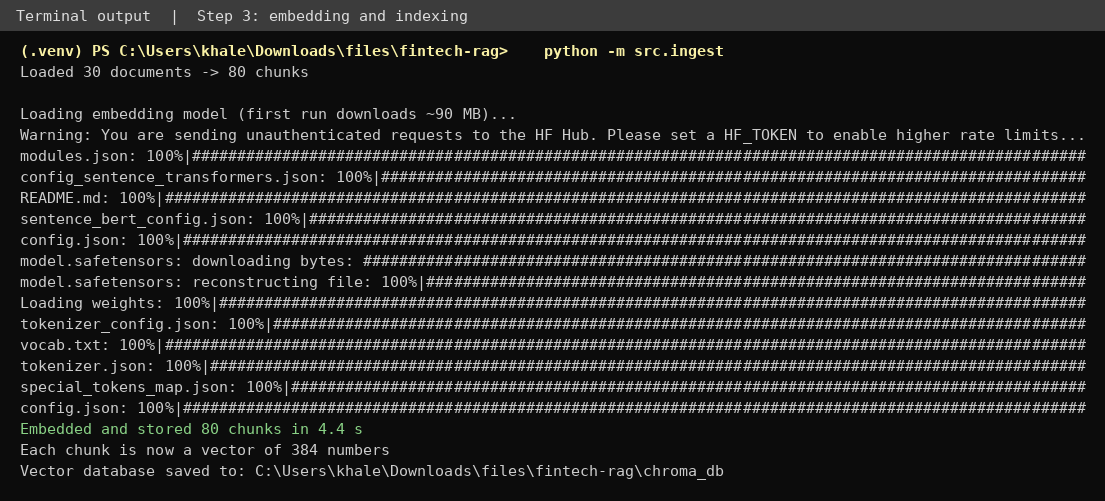 Terminal output | Step 3: embedding and indexing
(.venv) PS C:\Users\khale\Downloads\files\fintech-rag> python -m src.ingest
Loaded 30 documents -> 80 chunks
Loading embedding model (first run downloads ~90 MB)...
Warning: You are sending unauthenticated requests to the HF Hub. Please set a HF_TOKEN to enable higher rate limits...
modules.json: 100%|###################################################################################################
config_sentence_transformers.json: 100%|##############################################################################
README.md: 100%|######################################################################################################
sentence_bert_config.json: 100%|######################################################################################
config.json: 100%|####################################################################################################
model.safetensors: downloading bytes: ################################################################################
model.safetensors: reconstructing file: 100%|#########################################################################
Loading weights: 100%|################################################################################################
tokenizer_config.json: 100%|##########################################################################################
vocab.txt: 100%|######################################################################################################
tokenizer.json: 100%|#################################################################################################
special_tokens_map.json: 100%|########################################################################################
config.json: 100%|####################################################################################################
Embedded and stored 80 chunks in 4.4 s
Each chunk is now a vector of 384 numbers
Vector database saved to: C:\Users\khale\Downloads\files\fintech-rag\chroma_db